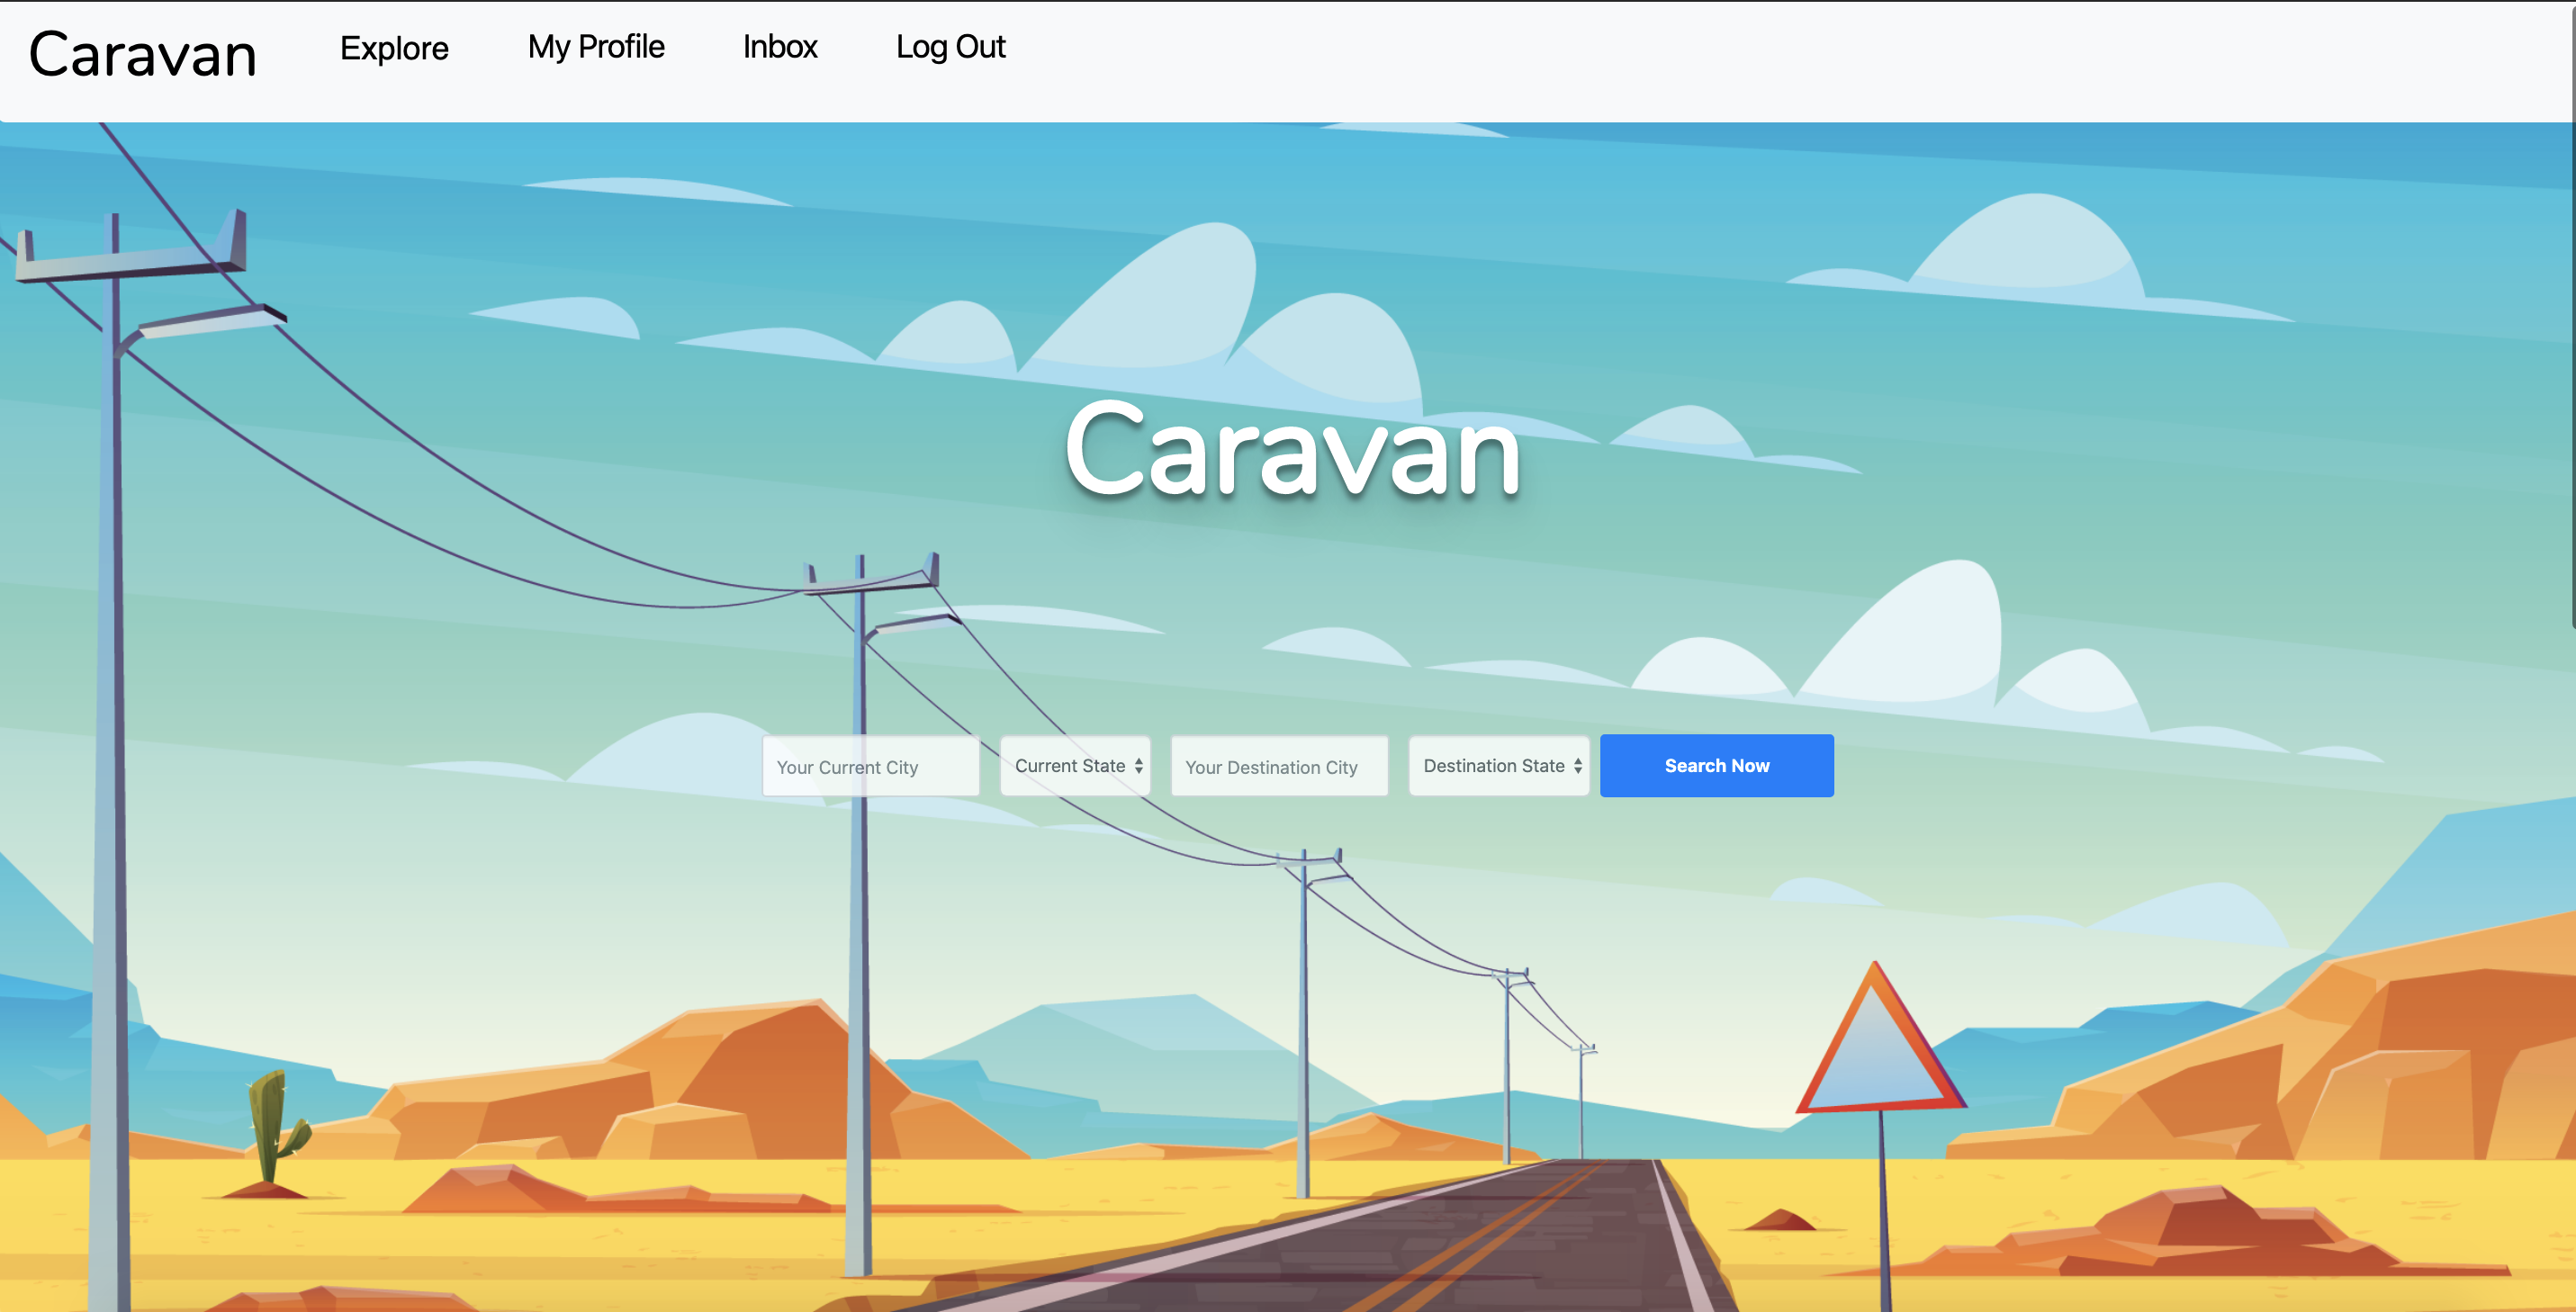 Caravan Explore My Profile Inbox Log Out
Caravan
Your Current City Current State Your Destination City Destination State Search Now